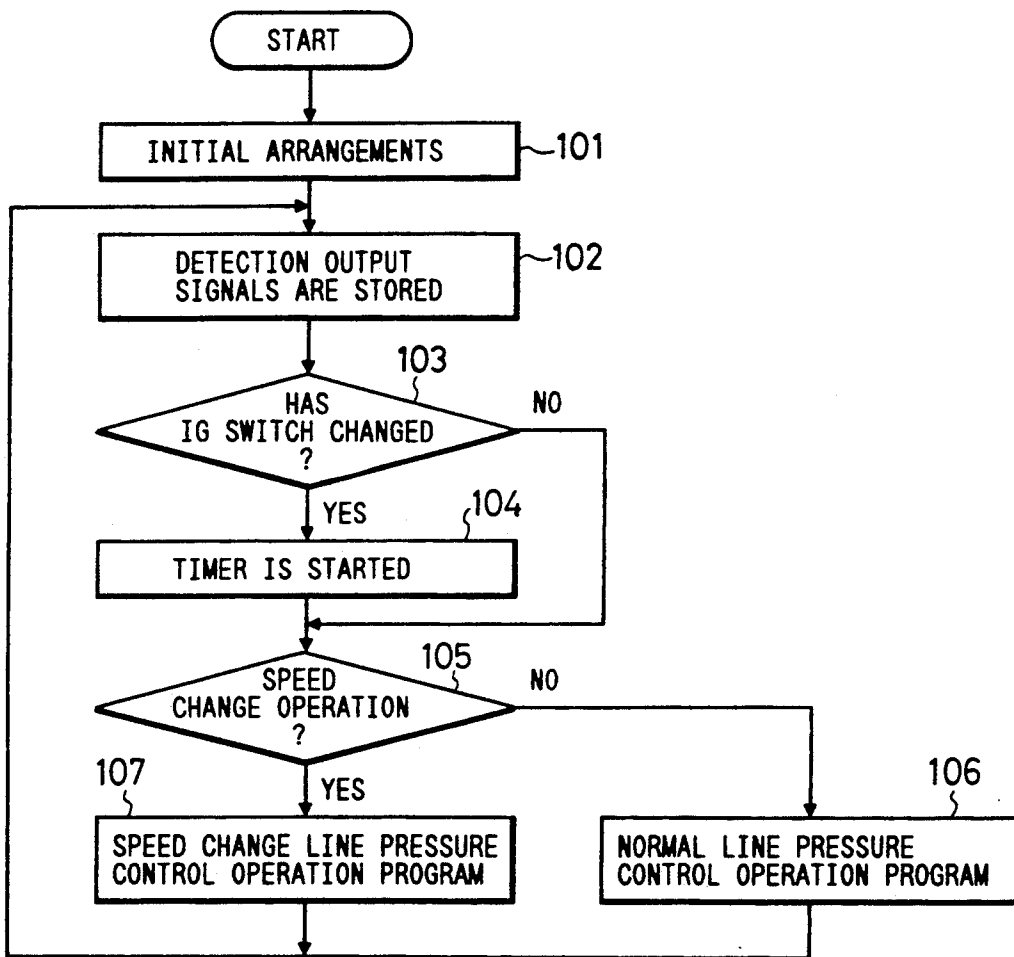 START
INITIAL ARRANGEMENTS
101
DETECTION OUTPUT
SIGNALS ARE STORED
102
103
HAS
IG SWITCH CHANGED
?
NO
YES
104
TIMER IS STARTED
105
SPEED
CHANGE OPERATION
?
NO
YES
107
SPEED CHANGE LINE PRESSURE
CONTROL OPERATION PROGRAM
106
NORMAL LINE PRESSURE
CONTROL OPERATION PROGRAM